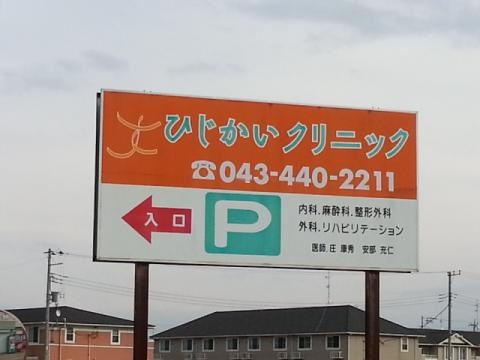 ひじかいクリニック
☎043-440-2211
入口
P
内科.麻酔科.整形外科
外科.リハビリテーション
医師.庄 康秀 安部 充仁